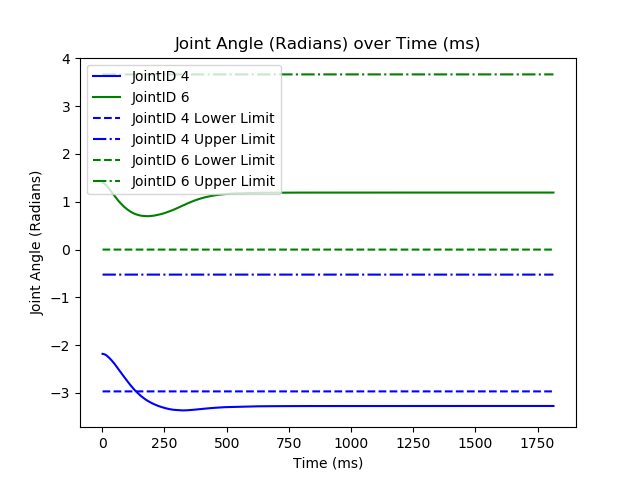 Joint Angle (Radians) over Time (ms)
4
3
2
1
0
−1
−2
−3
Joint Angle (Radians)
JointID 4
JointID 6
JointID 4 Lower Limit
JointID 4 Upper Limit
JointID 6 Lower Limit
JointID 6 Upper Limit
0 250 500 750 1000 1250 1500 1750
Time (ms)